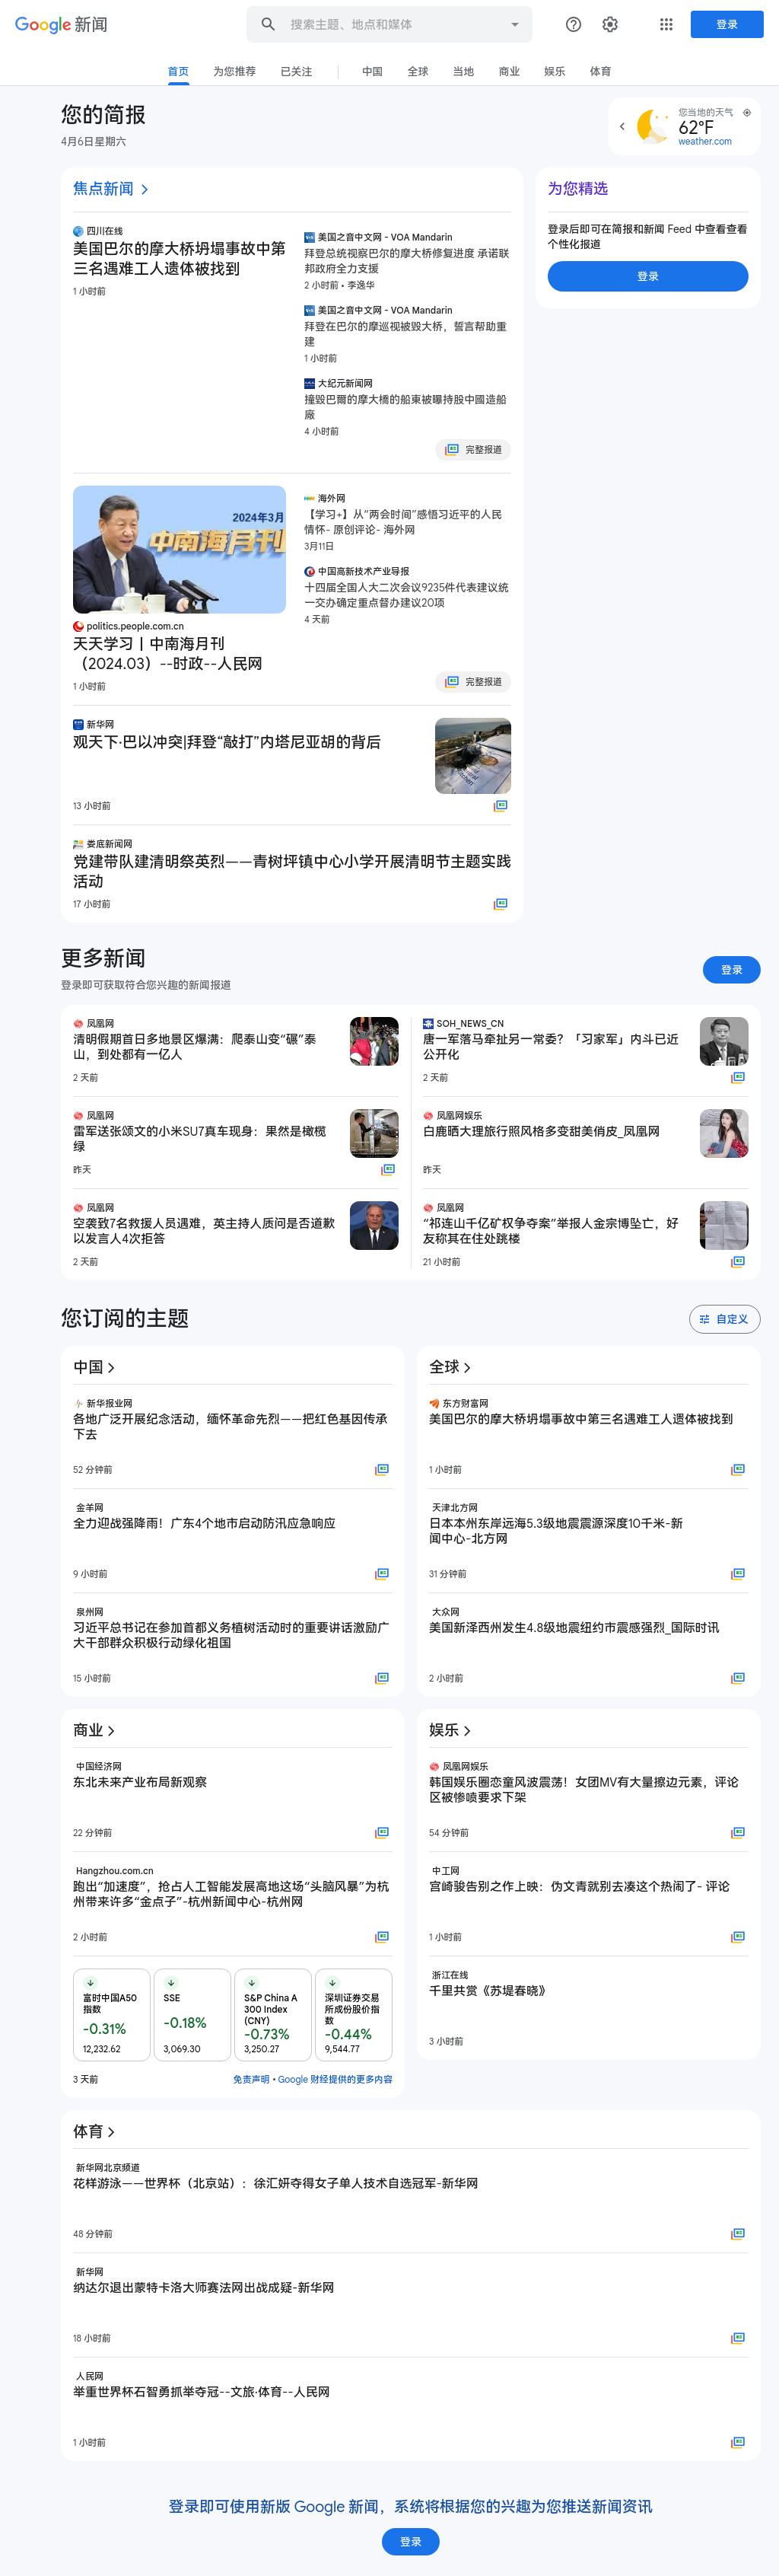 Google 新闻
搜索主题、地点和媒体
登录
首页
为您推荐
已关注
中国
全球
当地
商业
娱乐
体育
您的简报
4月6日星期六
您当地的天气
62°F
weather.com
焦点新闻
四川在线
美国巴尔的摩大桥坍塌事故中第
三名遇难工人遗体被找到
1 小时前
美国之音中文网 - VOA Mandarin
拜登总统视察巴尔的摩大桥修复进度 承诺联
邦政府全力支援
2 小时前 • 李逸华
美国之音中文网 - VOA Mandarin
拜登在巴尔的摩巡视被毁大桥，誓言帮助重
建
1 小时前
大纪元新闻网
撞毀巴爾的摩大橋的船東被曝持股中國造船
廠
4 小时前
完整报道
2024年3月
中南海月刊
politics.people.com.cn
天天学习丨中南海月刊
（2024.03）--时政--人民网
1 小时前
海外网
【学习+】从“两会时间”感悟习近平的人民
情怀- 原创评论- 海外网
3月11日
中国高新技术产业导报
十四届全国人大二次会议9235件代表建议统
一交办确定重点督办建议20项
4 天前
完整报道
新华网
观天下·巴以冲突|拜登“敲打”内塔尼亚胡的背后
13 小时前
娄底新闻网
党建带队建清明祭英烈——青树坪镇中心小学开展清明节主题实践
活动
17 小时前
为您精选
登录后即可在简报和新闻 Feed 中查看查看
个性化报道
登录
更多新闻
登录即可获取符合您兴趣的新闻报道
登录
凤凰网
清明假期首日多地景区爆满：爬泰山变“碾”泰
山，到处都有一亿人
2 天前
凤凰网
雷军送张颂文的小米SU7真车现身：果然是橄榄
绿
昨天
凤凰网
空袭致7名救援人员遇难，英主持人质问是否道歉
以发言人4次拒答
2 天前
SOH_NEWS_CN
唐一军落马牵扯另一常委？「习家军」内斗已近
公开化
2 天前
凤凰网娱乐
白鹿晒大理旅行照风格多变甜美俏皮_凤凰网
昨天
凤凰网
“祁连山千亿矿权争夺案”举报人金宗博坠亡，好
友称其在住处跳楼
21 小时前
您订阅的主题
自定义
中国
新华报业网
各地广泛开展纪念活动，缅怀革命先烈——把红色基因传承
下去
52 分钟前
金羊网
全力迎战强降雨！广东4个地市启动防汛应急响应
9 小时前
泉州网
习近平总书记在参加首都义务植树活动时的重要讲话激励广
大干部群众积极行动绿化祖国
15 小时前
全球
东方财富网
美国巴尔的摩大桥坍塌事故中第三名遇难工人遗体被找到
1 小时前
天津北方网
日本本州东岸远海5.3级地震震源深度10千米-新
闻中心-北方网
31 分钟前
大众网
美国新泽西州发生4.8级地震纽约市震感强烈_国际时讯
2 小时前
商业
中国经济网
东北未来产业布局新观察
22 分钟前
Hangzhou.com.cn
跑出“加速度”，抢占人工智能发展高地这场“头脑风暴”为杭
州带来许多“金点子”-杭州新闻中心-杭州网
2 小时前
富时中国A50
指数
-0.31%
12,232.62
SSE
-0.18%
3,069.30
S&P China A
300 Index
(CNY)
-0.73%
3,250.27
深圳证券交易
所成份股价指
数
-0.44%
9,544.77
3 天前
免责声明 • Google 财经提供的更多内容
娱乐
凤凰网娱乐
韩国娱乐圈恋童风波震荡！女团MV有大量擦边元素，评论
区被惨喷要求下架
54 分钟前
中工网
宫崎骏告别之作上映：伪文青就别去凑这个热闹了- 评论
1 小时前
浙江在线
千里共赏《苏堤春晓》
3 小时前
体育
新华网北京频道
花样游泳——世界杯（北京站）：徐汇妍夺得女子单人技术自选冠军-新华网
48 分钟前
新华网
纳达尔退出蒙特卡洛大师赛法网出战成疑-新华网
18 小时前
人民网
举重世界杯石智勇抓举夺冠--文旅·体育--人民网
1 小时前
登录即可使用新版 Google 新闻，系统将根据您的兴趣为您推送新闻资讯
登录